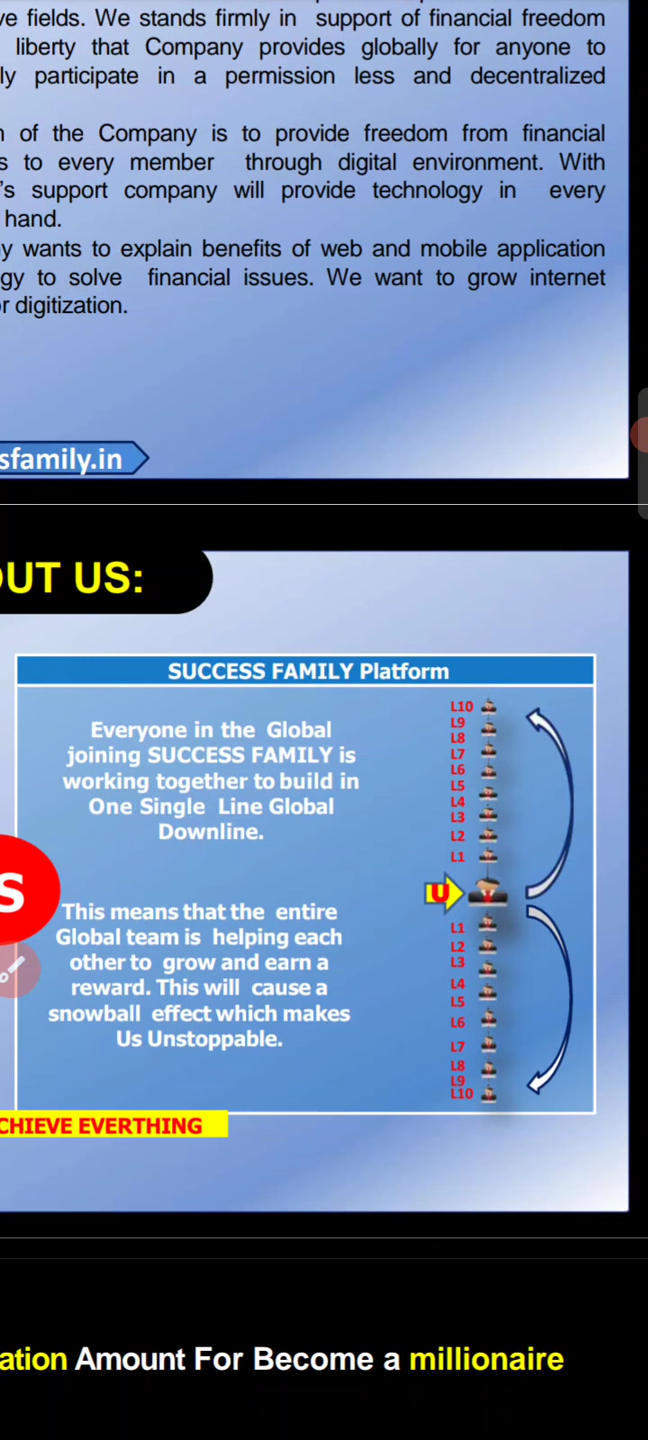 ve fields. We stands firmly in support of financial freedom
liberty that Company provides globally for anyone to
ly participate in a permission less and decentralized
n of the Company is to provide freedom from financial
s to every member through digital environment. With
's support company will provide technology in every
hand.
y wants to explain benefits of web and mobile application
gy to solve financial issues. We want to grow internet
or digitization.
sfamily.in
OUT US:
SUCCESS FAMILY Platform
Everyone in the Global
joining SUCCESS FAMILY is
working together to build in
One Single Line Global
Downline.
This means that the entire
Global team is helping each
other to grow and earn a
reward. This will cause a
snowball effect which makes
Us Unstoppable.
L10
L9
L8
L7
L6
L5
L4
L3
L2
L1
U
L1
L2
L3
L4
L5
L6
L7
L8
L9
L10
S
CHIEVE EVERTHING
ation Amount For Become a millionaire